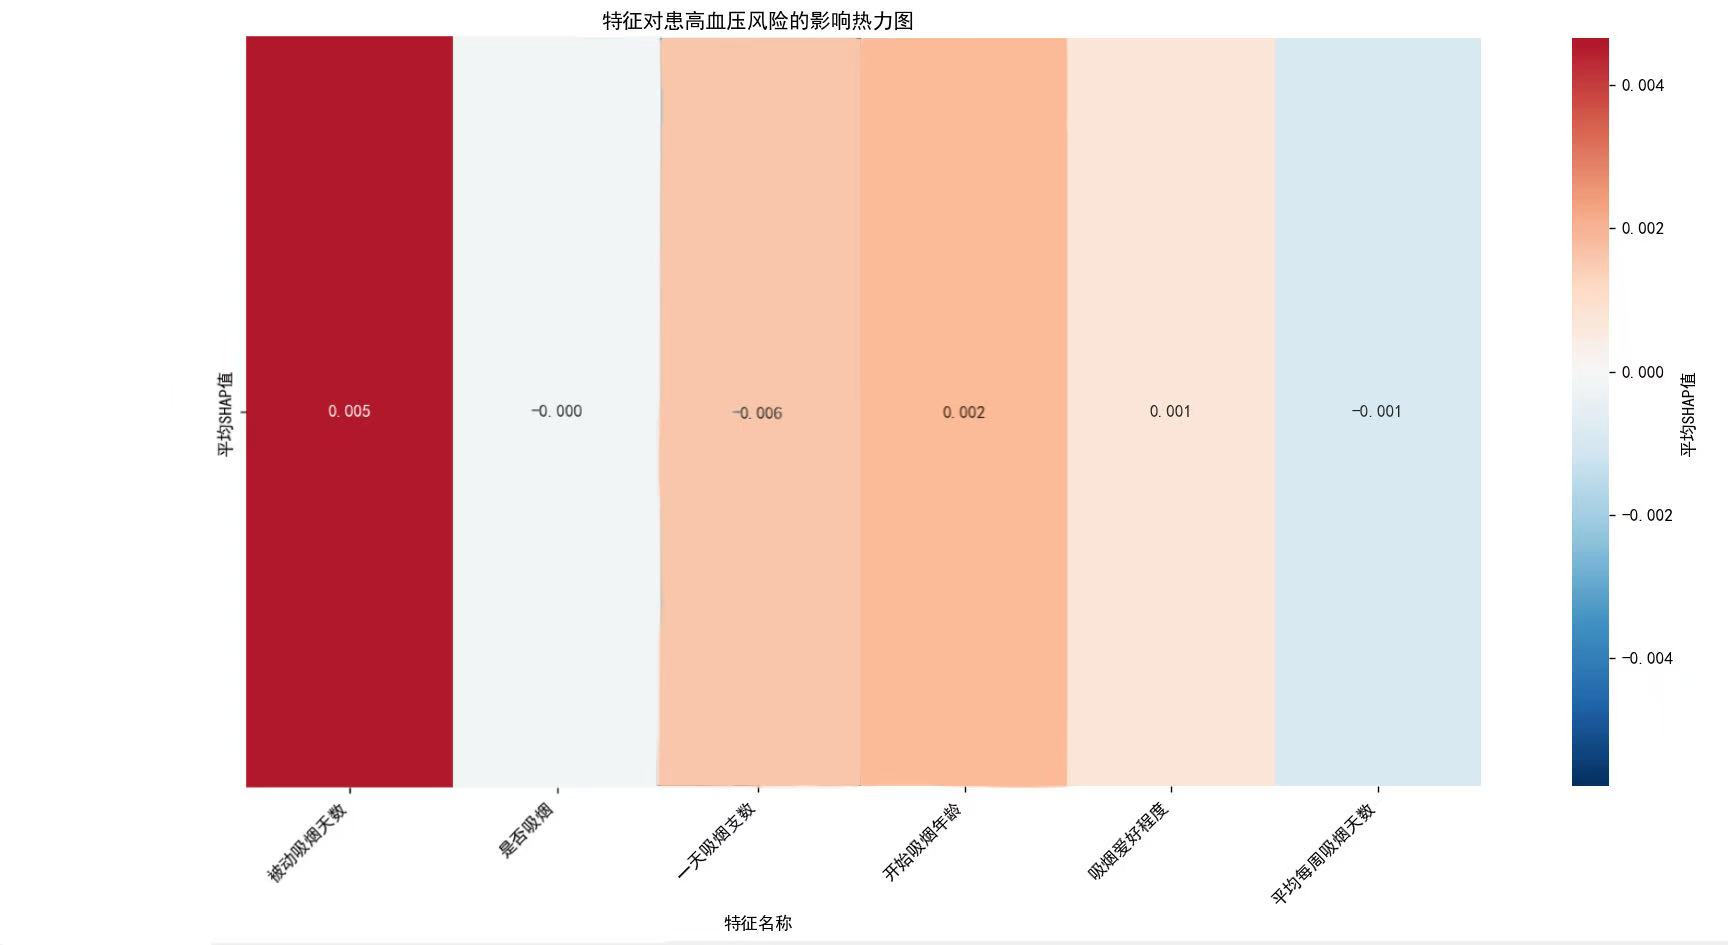 特征对患高血压风险的影响热力图
平均SHAP值
0.005
-0.000
-0.006
0.002
0.001
-0.001
被动吸烟天数
是否吸烟
一天吸烟支数
开始吸烟年龄
吸烟爱好程度
平均每周吸烟天数
特征名称
0.004
0.002
0.000
-0.002
-0.004
平均SHAP值